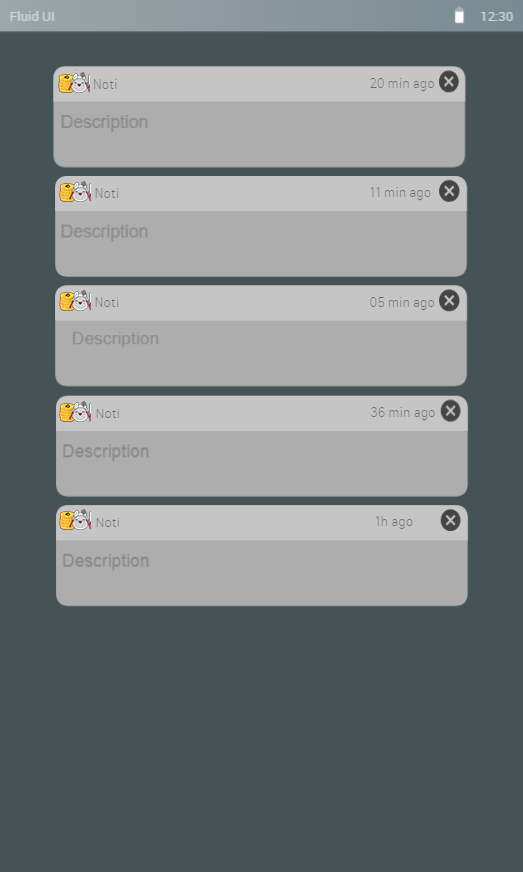 Fluid UI 12:30
Noti 20 min ago
Description
Noti 11 min ago
Description
Noti 05 min ago
Description
Noti 36 min ago
Description
Noti 1h ago
Description